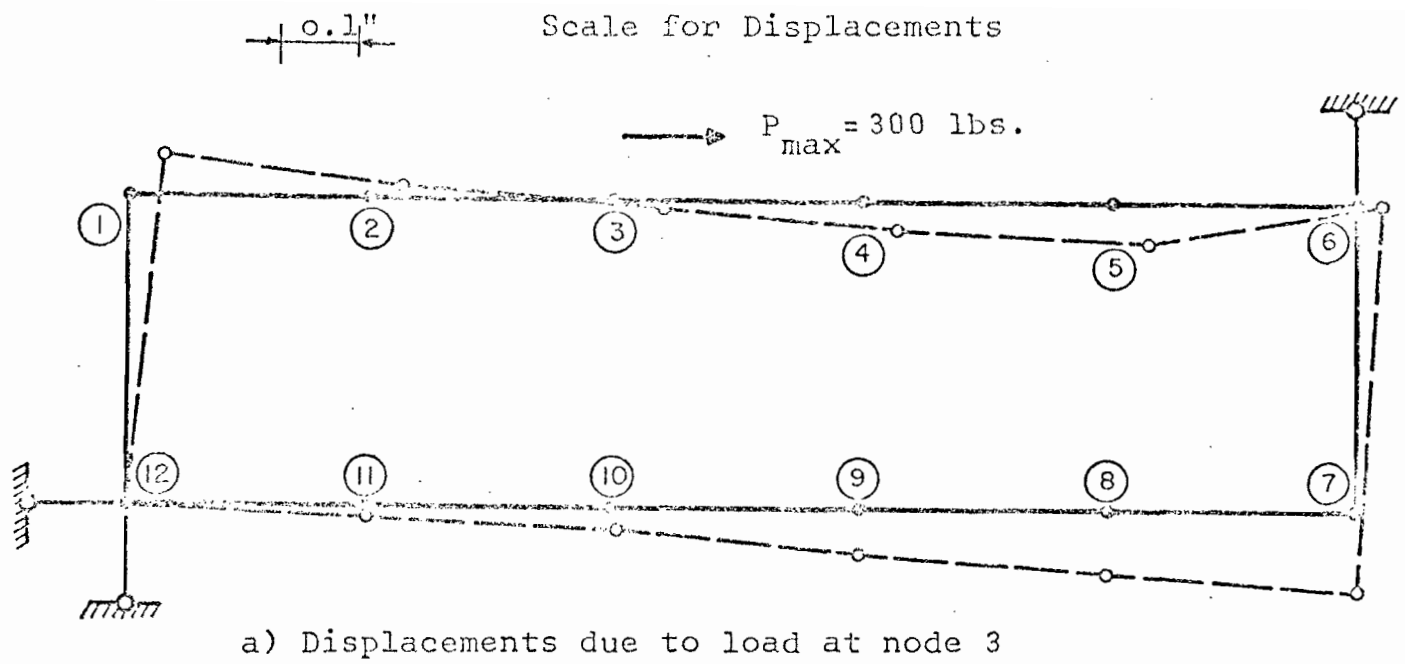 0.1" Scale for Displacements
P_max = 300 lbs.
1 2 3 4 5 6
12 11 10 9 8 7
a) Displacements due to load at node 3